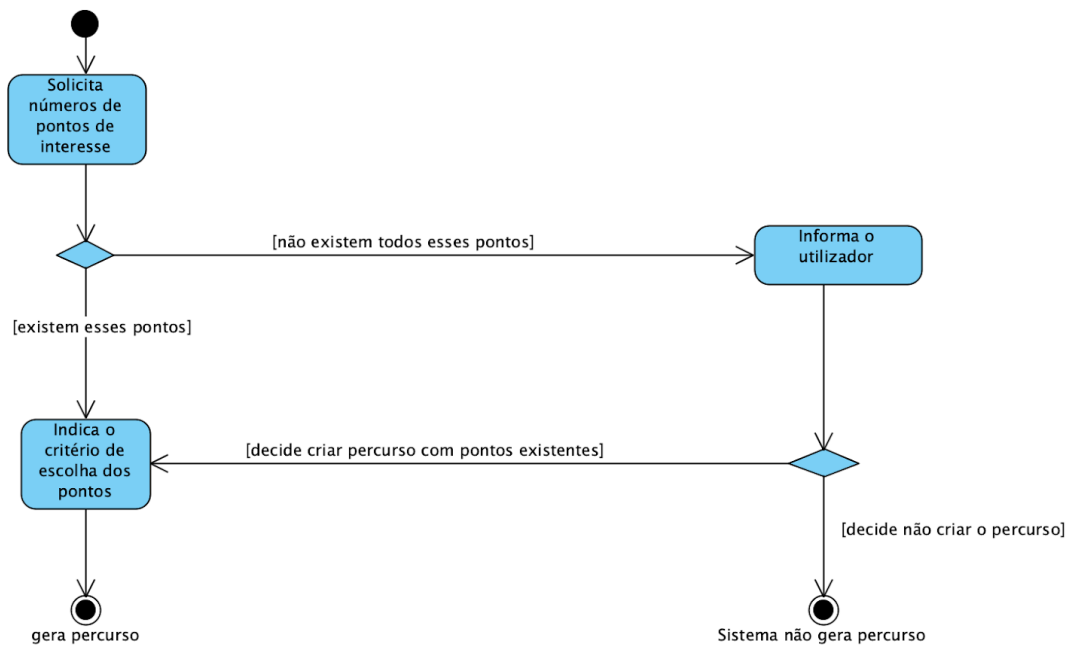 Solicita
números de
pontos de
interesse
[não existem todos esses pontos]
Informa o
utilizador
[existem esses pontos]
Indica o
critério de
escolha dos
pontos
[decide criar percurso com pontos existentes]
[decide não criar o percurso]
gera percurso
Sistema não gera percurso